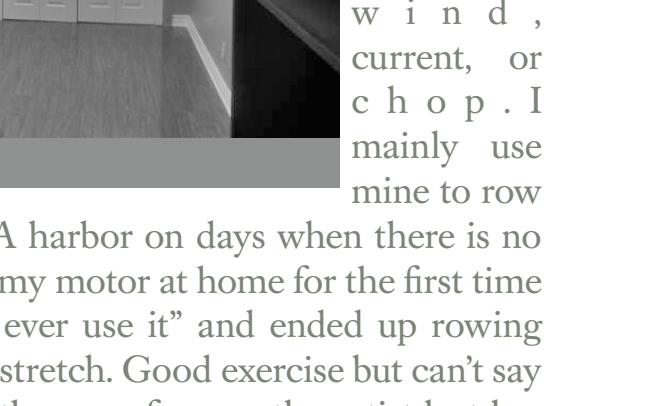 wind,
current, or
chop. I
mainly use
mine to row
A harbor on days when there is no
my motor at home for the first time
ever use it” and ended up rowing
stretch. Good exercise but can’t say